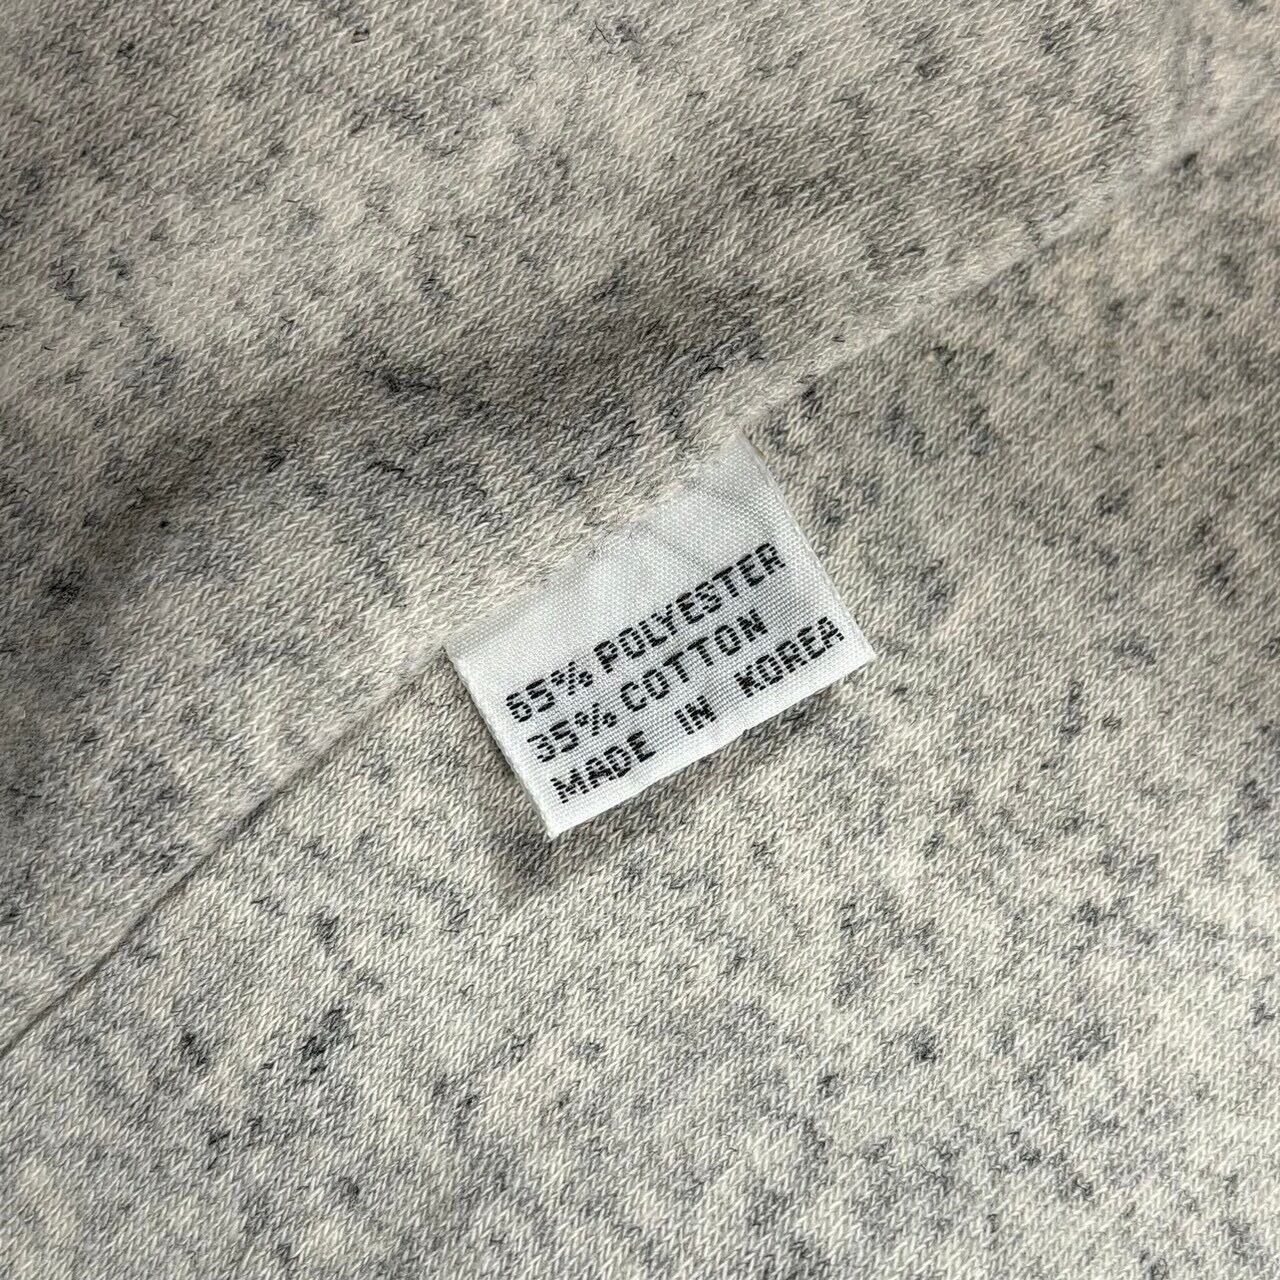 65% POLYESTER
35% COTTON
MADE IN KOREA